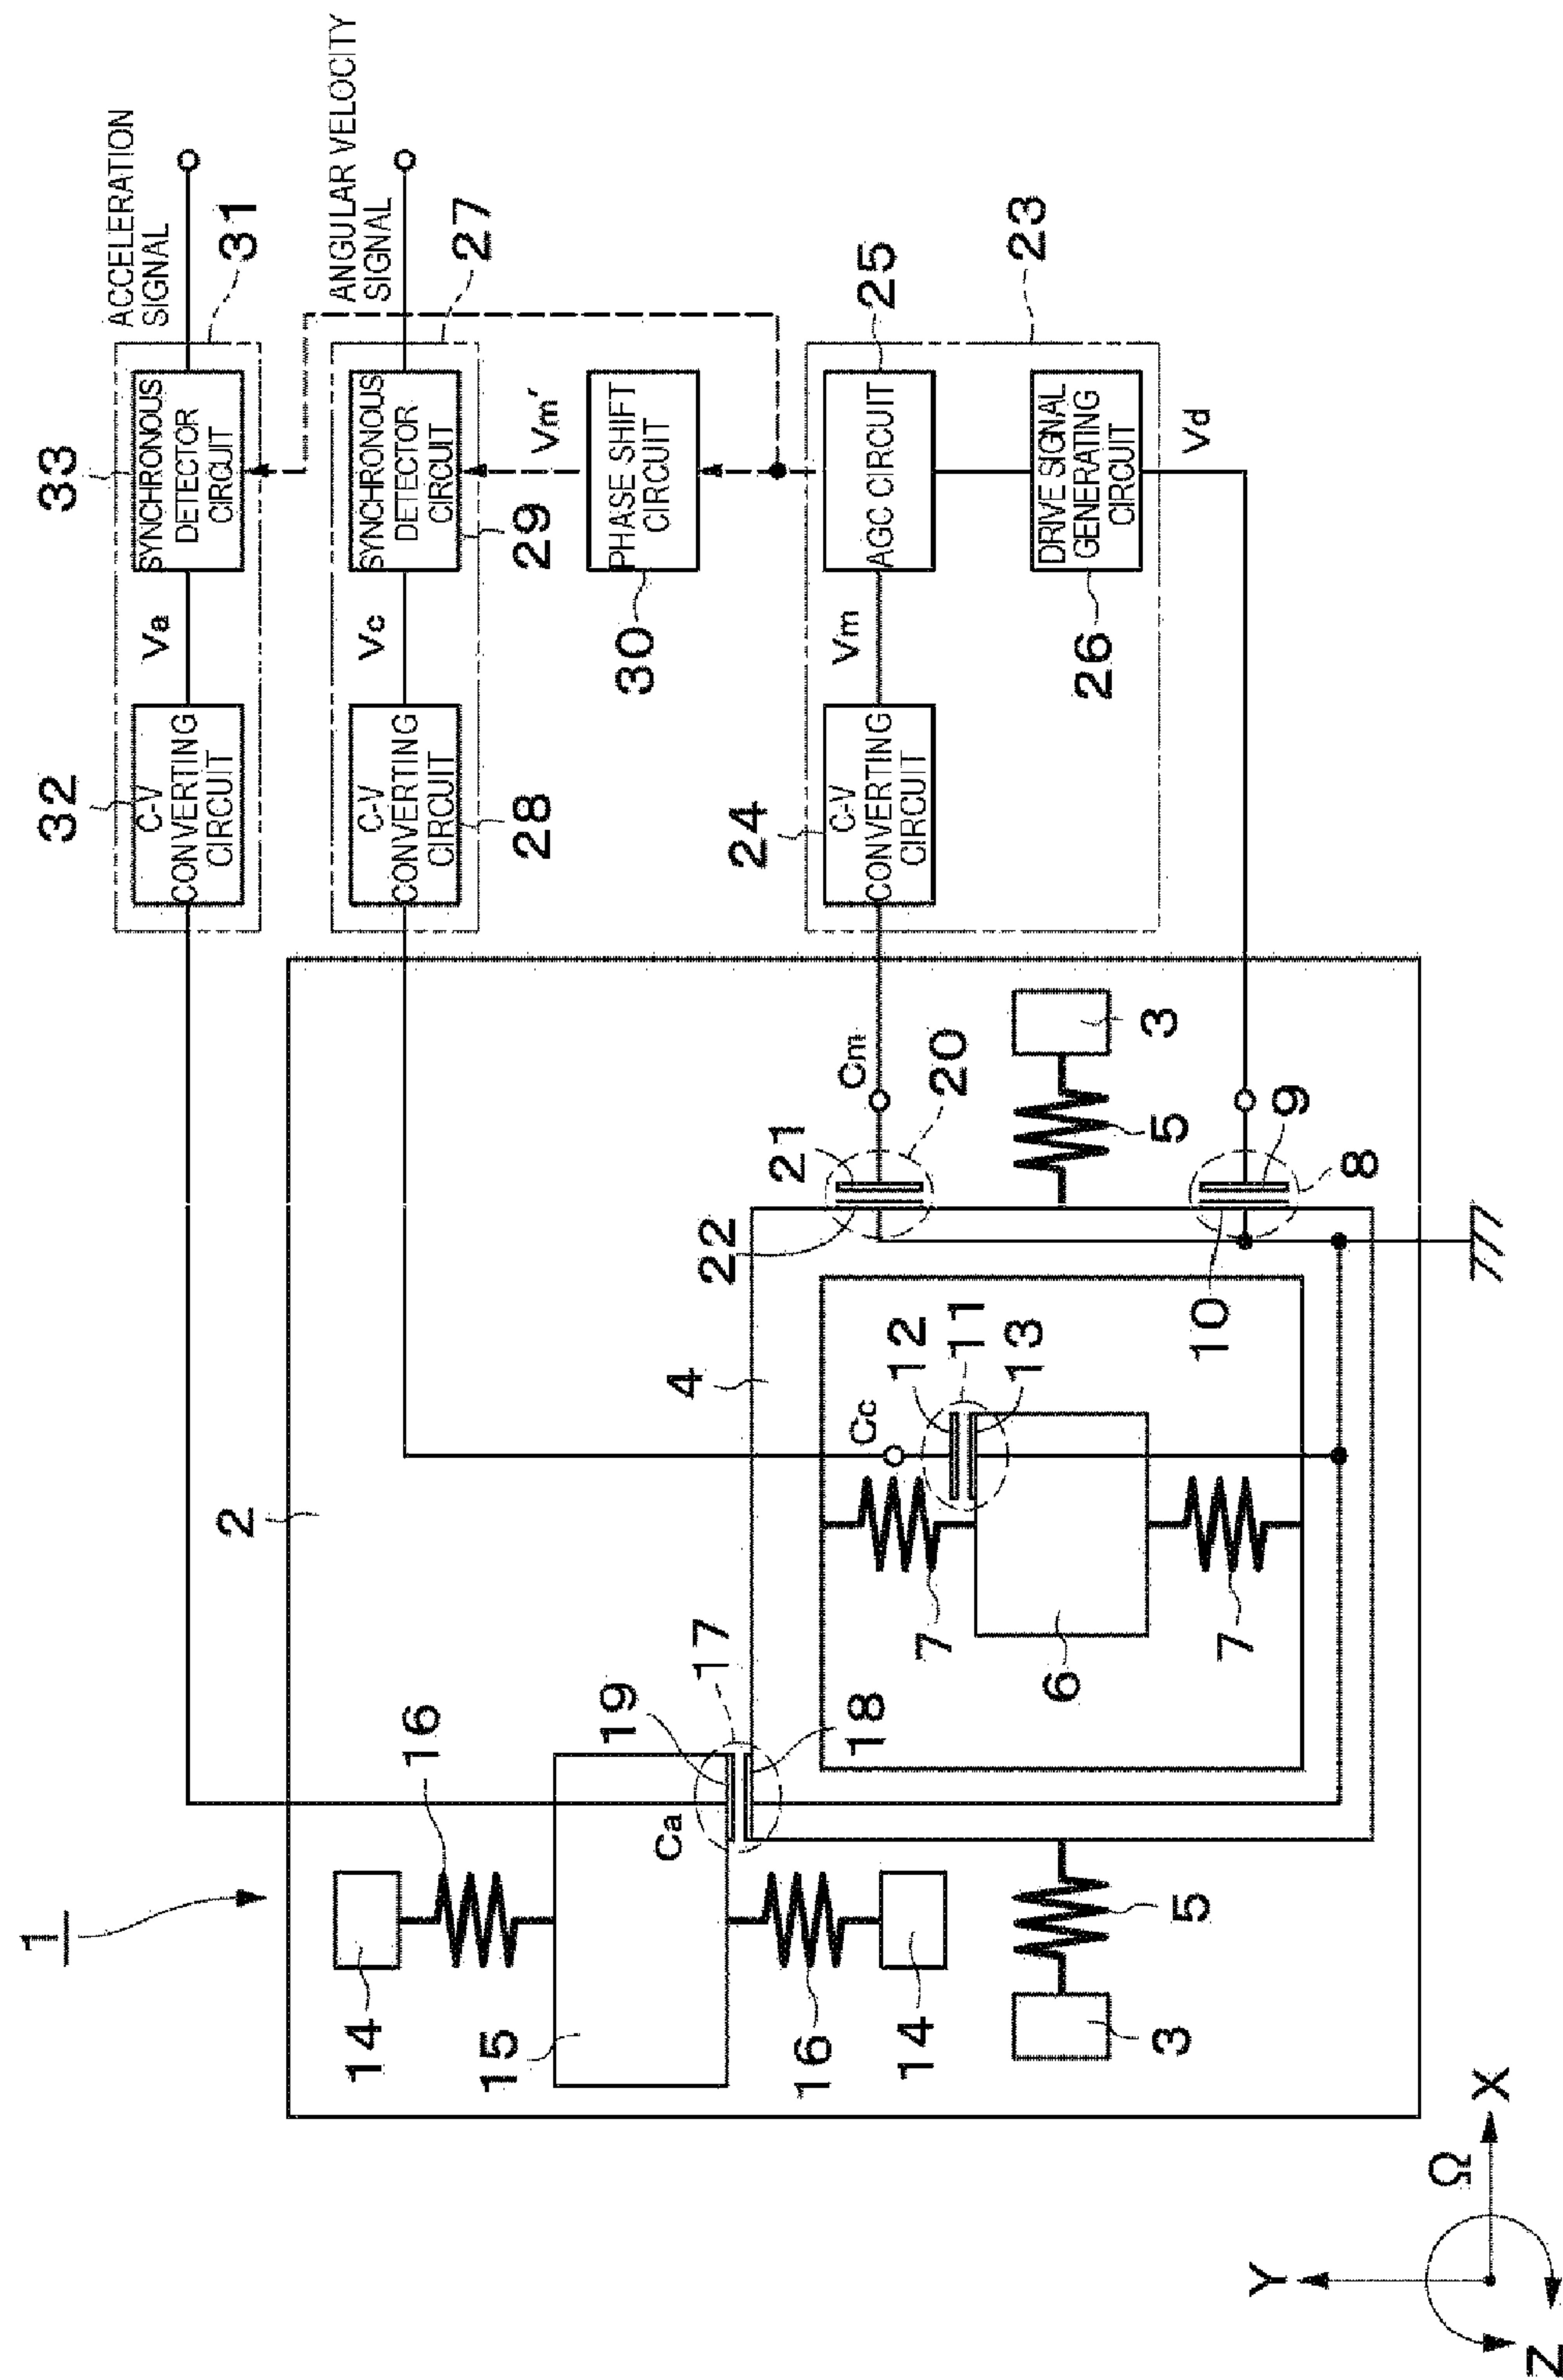 1
2
14
16
15
16
14
3
5
19
Ca
17
18
4
7
6
7
Cc
12
11
13
22
21
20
Cm
10
9
8
5
3
32
C-V
CONVERTING
CIRCUIT
Va
33
SYNCHRONOUS
DETECTOR
CIRCUIT
31
ACCELERATION
SIGNAL
C-V
CONVERTING
CIRCUIT
28
Vc
SYNCHRONOUS
DETECTOR
CIRCUIT
29
27
ANGULAR VELOCITY
SIGNAL
Vm′
PHASE SHIFT
CIRCUIT
30
24
C-V
CONVERTING
CIRCUIT
Vm
AGC CIRCUIT
25
23
DRIVE SIGNAL
GENERATING
CIRCUIT
26
Vd
Y
Ω
X
Z